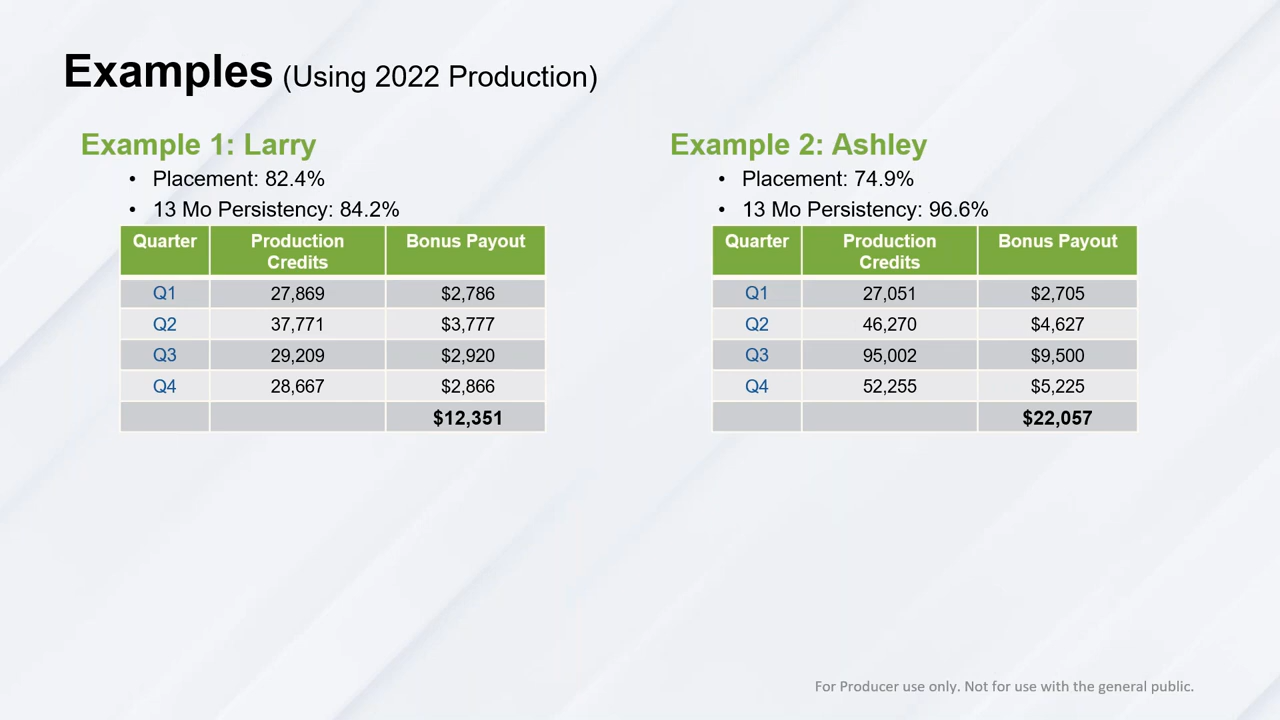 Examples (Using 2022 Production)
Example 1: Larry
• Placement: 82.4%
• 13 Mo Persistency: 84.2%
Quarter Production Credits Bonus Payout
Q1 27,869 $2,786
Q2 37,771 $3,777
Q3 29,209 $2,920
Q4 28,667 $2,866
$12,351
Example 2: Ashley
• Placement: 74.9%
• 13 Mo Persistency: 96.6%
Quarter Production Credits Bonus Payout
Q1 27,051 $2,705
Q2 46,270 $4,627
Q3 95,002 $9,500
Q4 52,255 $5,225
$22,057
For Producer use only. Not for use with the general public.